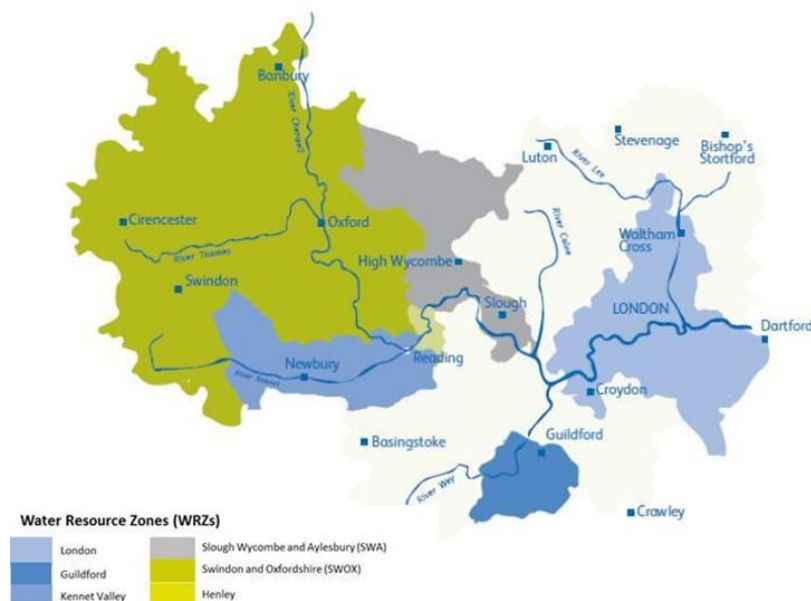 Banbury
River Cherwell
Cirencester
Oxford
River Thames
Swindon
High Wycombe
Slough
Luton
River Lee
Stevenage
Bishop's
Stortford
River Colne
Waltham
Cross
LONDON
Dartford
Newbury
Reading
River Kennet
Croydon
Basingstoke
Guildford
River Wey
Crawley
Water Resource Zones (WRZs)
London
Guildford
Kennet Valley
Slough Wycombe and Aylesbury (SWA)
Swindon and Oxfordshire (SWOX)
Henley